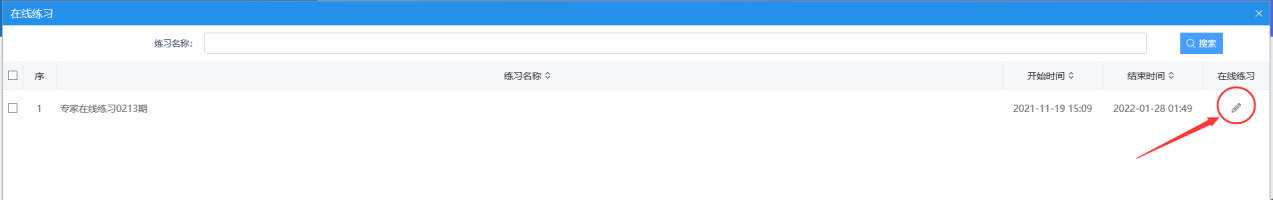 在线练习
练习名称：
搜索
序 练习名称 开始时间 结束时间 在线练习
1 专家在线练习0213期 2021-11-19 15:09 2022-01-28 01:49